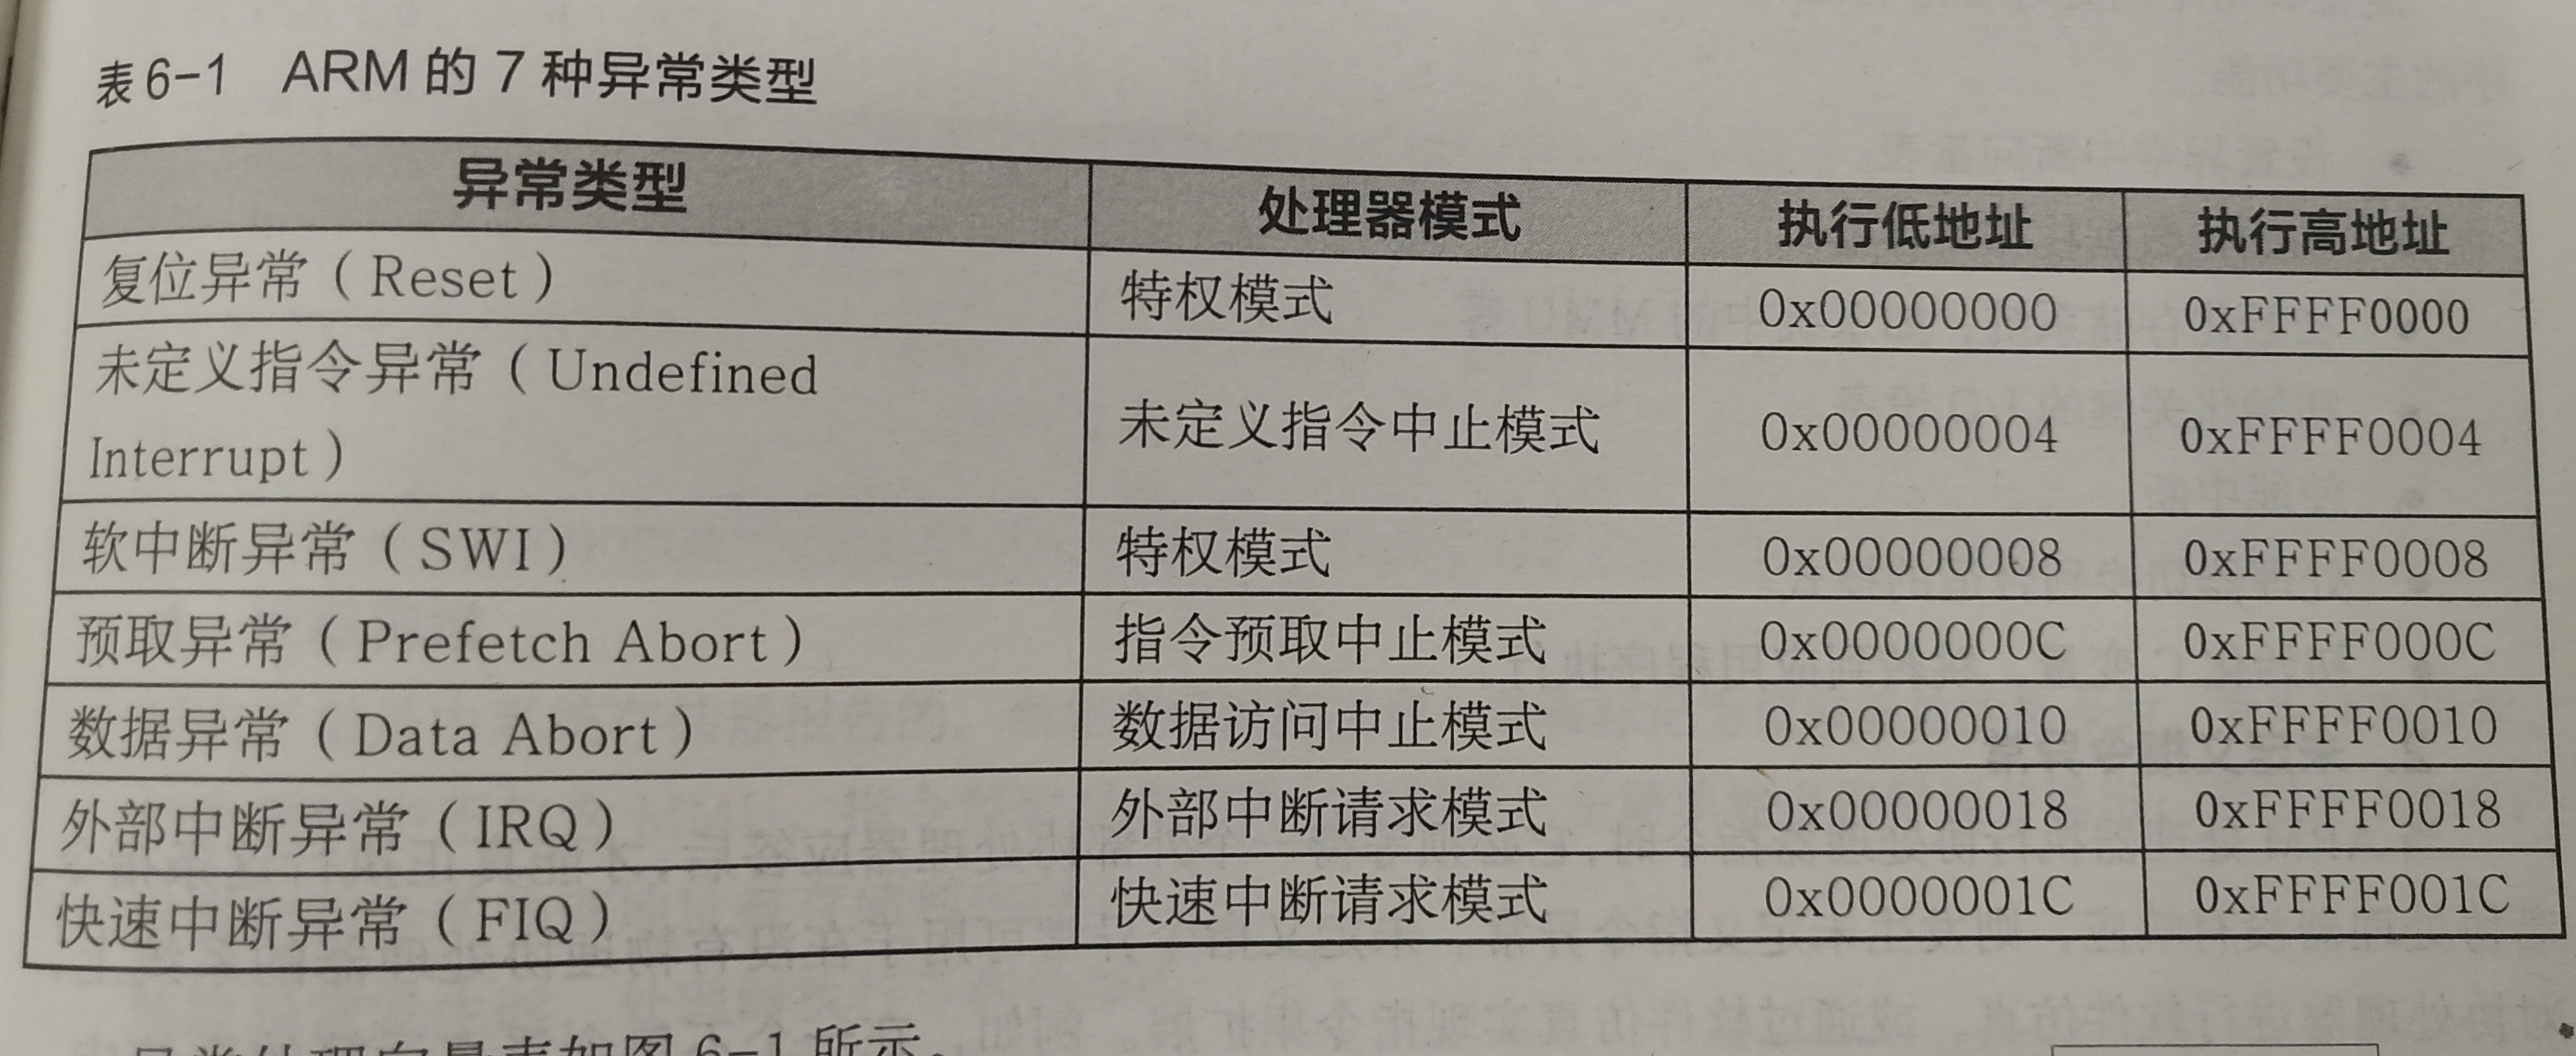 表6-1 ARM 的 7 种异常类型
异常类型 处理器模式 执行低地址 执行高地址
复位异常（Reset） 特权模式 0x00000000 0xFFFF0000
未定义指令异常（Undefined
Interrupt） 未定义指令中止模式 0x00000004 0xFFFF0004
软中断异常（SWI） 特权模式 0x00000008 0xFFFF0008
预取异常（Prefetch Abort） 指令预取中止模式 0x0000000C 0xFFFF000C
数据异常（Data Abort） 数据访问中止模式 0x00000010 0xFFFF0010
外部中断异常（IRQ） 外部中断请求模式 0x00000018 0xFFFF0018
快速中断异常（FIQ） 快速中断请求模式 0x0000001C 0xFFFF001C
异常处理向量表如图 6-1 所示。